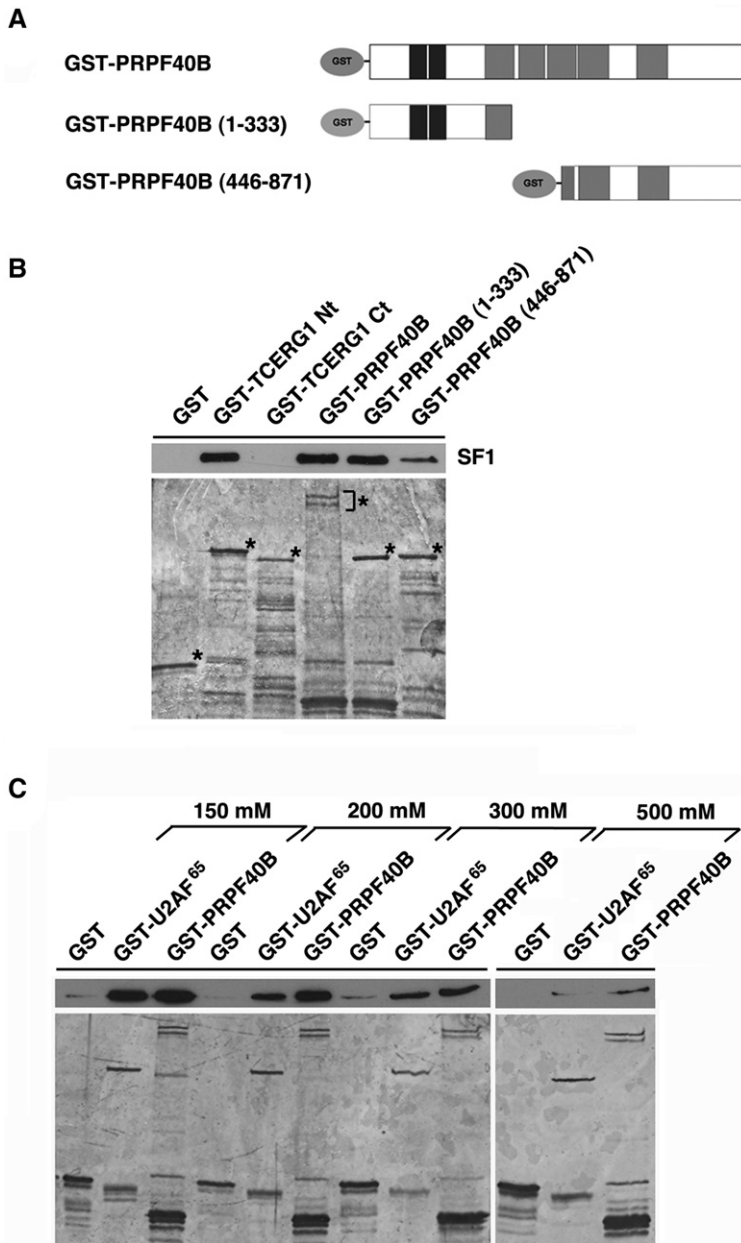 A
GST-PRPF40B
GST
GST-PRPF40B (1-333)
GST
GST-PRPF40B (446-871)
GST
B
GST
GST-TCERG1 Nt
GST-TCERG1 Ct
GST-PRPF40B
GST-PRPF40B (1-333)
GST-PRPF40B (446-871)
SF1
*
*
*
*
*
*
C
150 mM
200 mM
300 mM
500 mM
GST
GST-U2AF⁶⁵
GST-PRPF40B
GST
GST-U2AF⁶⁵
GST-PRPF40B
GST
GST-U2AF⁶⁵
GST-PRPF40B
GST
GST-U2AF⁶⁵
GST-PRPF40B